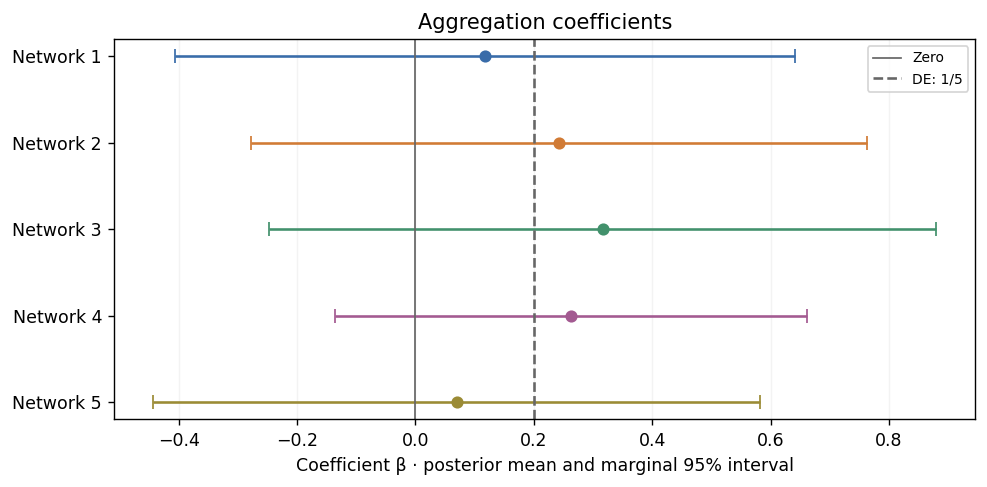 Aggregation coefficients
Network 1
Network 2
Network 3
Network 4
Network 5
Zero
DE: 1/5
−0.4 −0.2 0.0 0.2 0.4 0.6 0.8
Coefficient β · posterior mean and marginal 95% interval